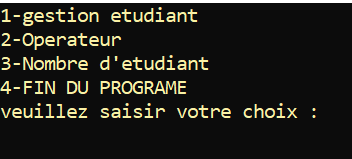 1-gestion etudiant
2-Operateur
3-Nombre d'etudiant
4-FIN DU PROGRAME
veuillez saisir votre choix :